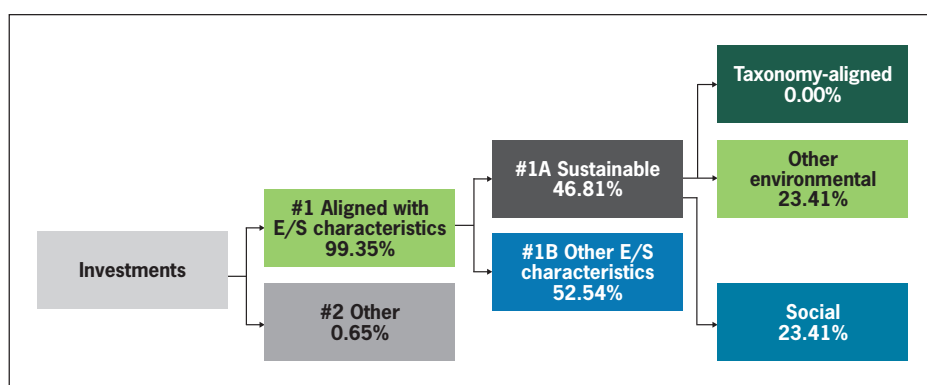 Investments
#1 Aligned with
E/S characteristics
99.35%
#2 Other
0.65%
#1A Sustainable
46.81%
#1B Other E/S
characteristics
52.54%
Taxonomy-aligned
0.00%
Other
environmental
23.41%
Social
23.41%